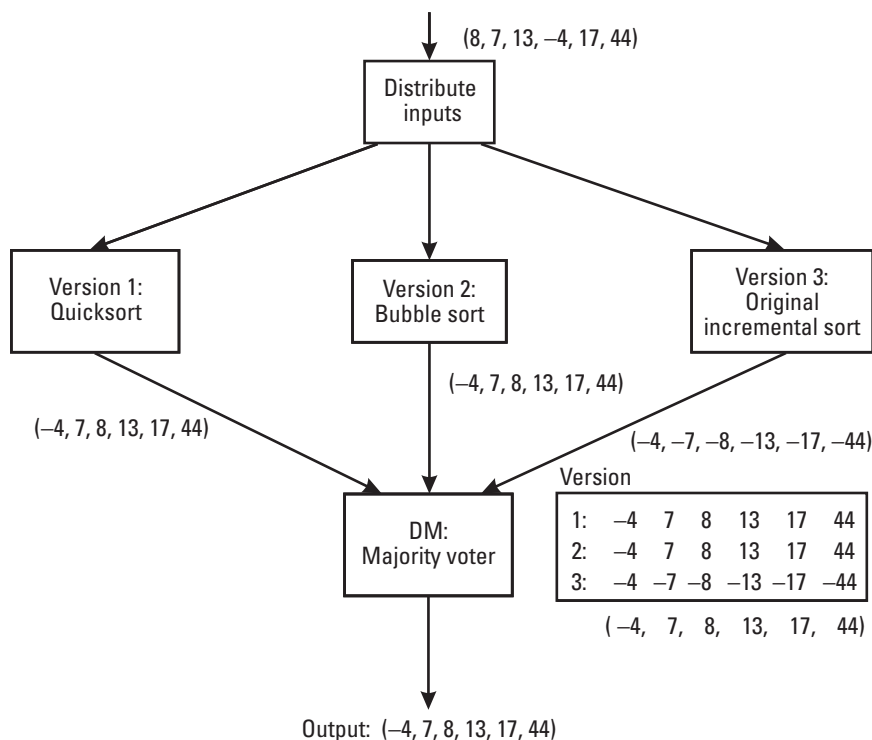 (8, 7, 13, –4, 17, 44)
Distribute
inputs
Version 1:
Quicksort
Version 2:
Bubble sort
Version 3:
Original
incremental sort
(–4, 7, 8, 13, 17, 44)
(–4, 7, 8, 13, 17, 44)
(–4, –7, –8, –13, –17, –44)
DM:
Majority voter
Version
1: –4 7 8 13 17 44
2: –4 7 8 13 17 44
3: –4 –7 –8 –13 –17 –44
( –4, 7, 8, 13, 17, 44)
Output: (–4, 7, 8, 13, 17, 44)